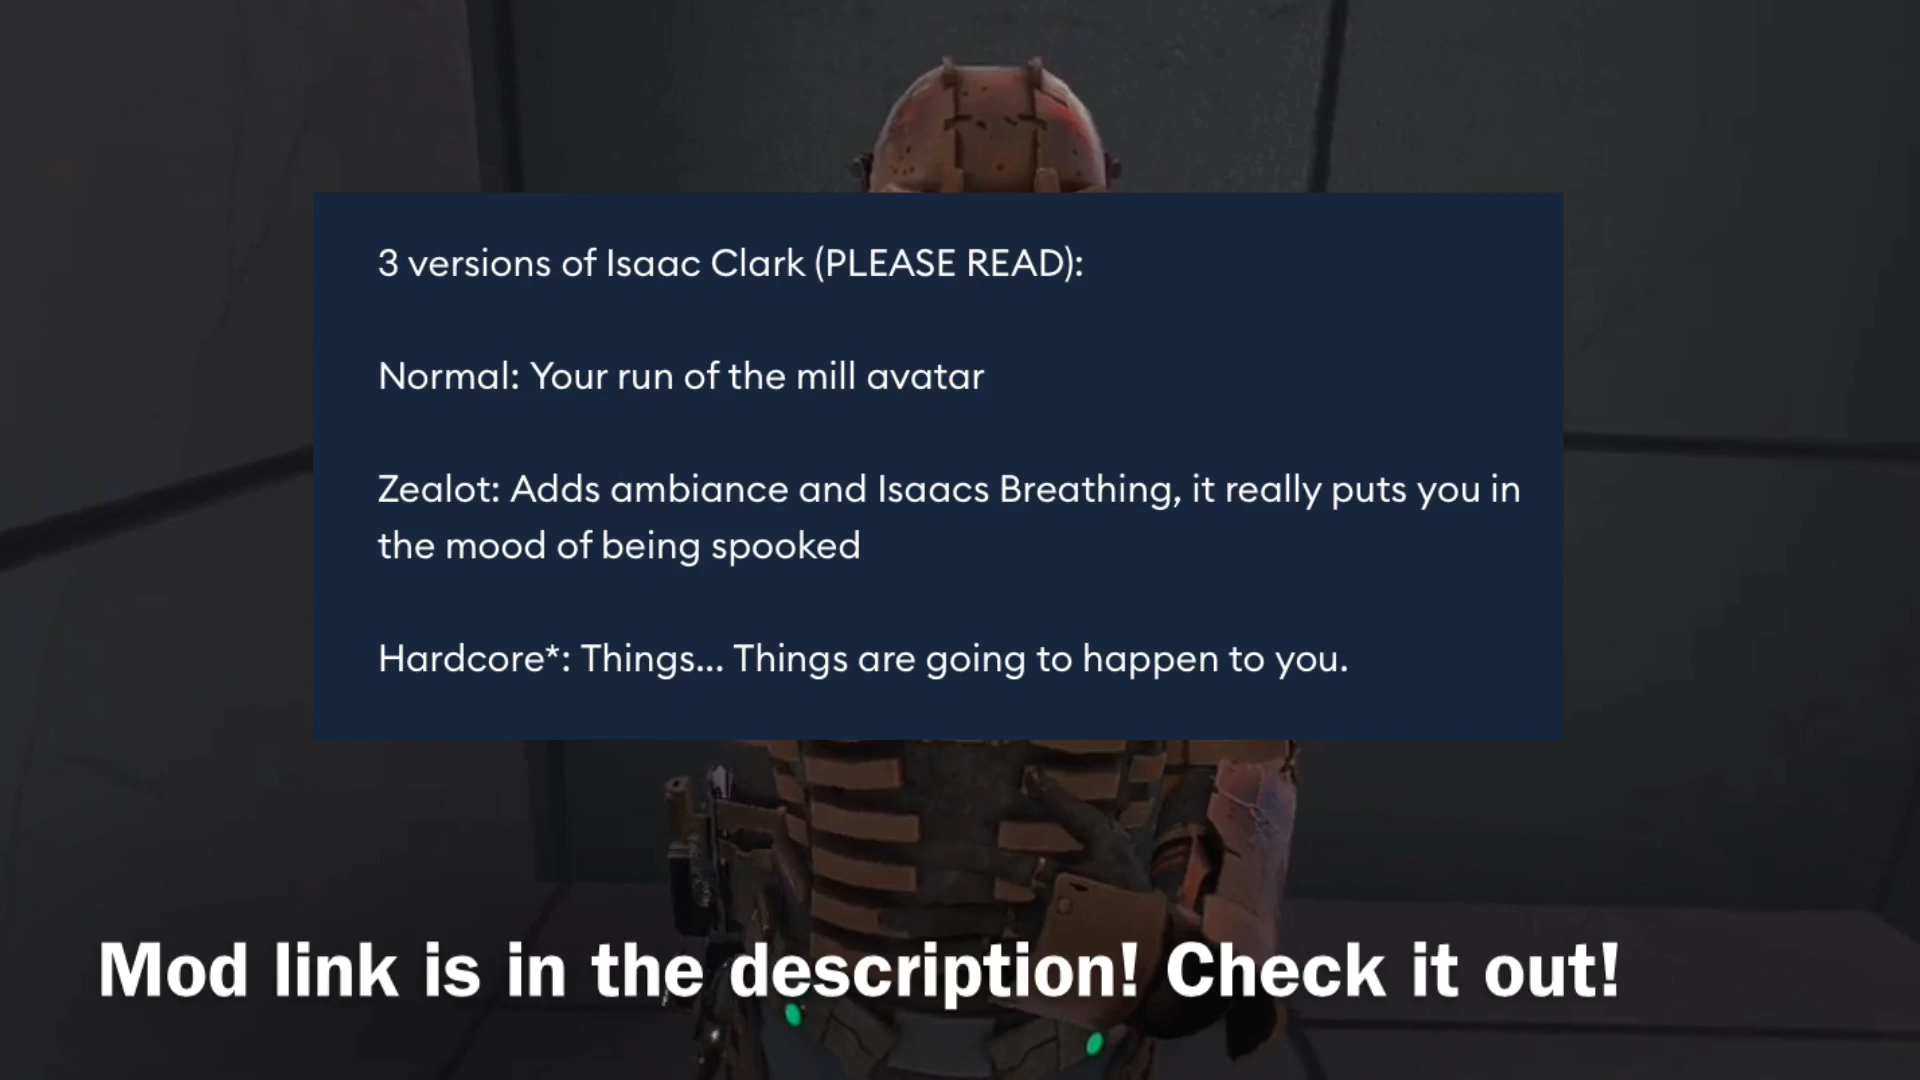 3 versions of Isaac Clark (PLEASE READ):
Normal: Your run of the mill avatar
Zealot: Adds ambiance and Isaacs Breathing, it really puts you in
the mood of being spooked
Hardcore*: Things... Things are going to happen to you.
Mod link is in the description! Check it out!